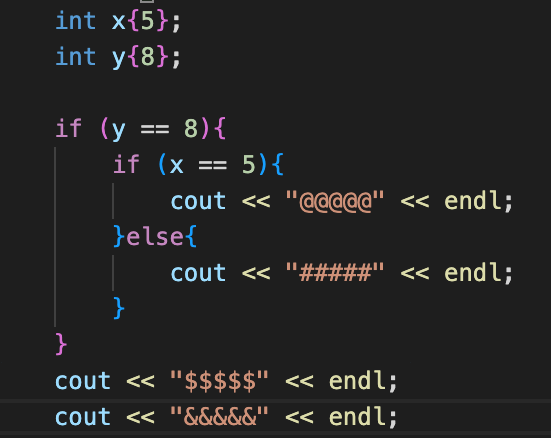 int x{5};
int y{8};

if (y == 8){
    if (x == 5){
        cout << "@@@@@" << endl;
    }else{
        cout << "#####" << endl;
    }
}
cout << "$$$$$" << endl;
cout << "&&&&&" << endl;